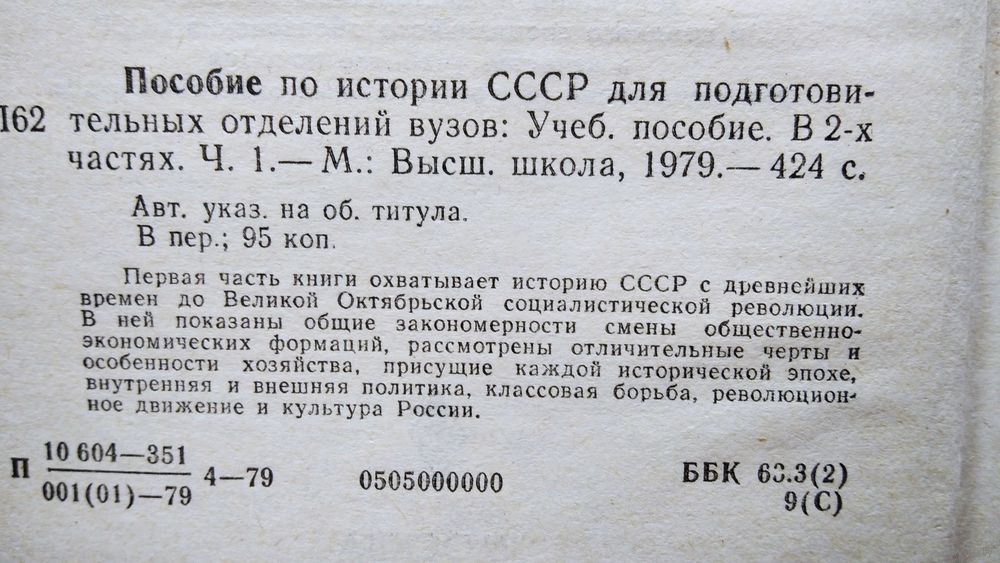 Пособие по истории СССР для подготови-
П62 тельных отделений вузов: Учеб. пособие. В 2-х
частях. Ч. 1.— М.: Высш. школа, 1979.— 424 с.
Авт. указ. на об. титула.
В пер.; 95 коп.
Первая часть книги охватывает историю СССР с древнейших
времен до Великой Октябрьской социалистической революции.
В ней показаны общие закономерности смены общественно-
экономических формаций, рассмотрены отличительные черты и
особенности хозяйства, присущие каждой исторической эпохе,
внутренняя и внешняя политика, классовая борьба, революцион-
ное движение и культура России.
П 10 604—351
001(01)—79 4—79 0505000000 ББК 63.3(2)
9(С)